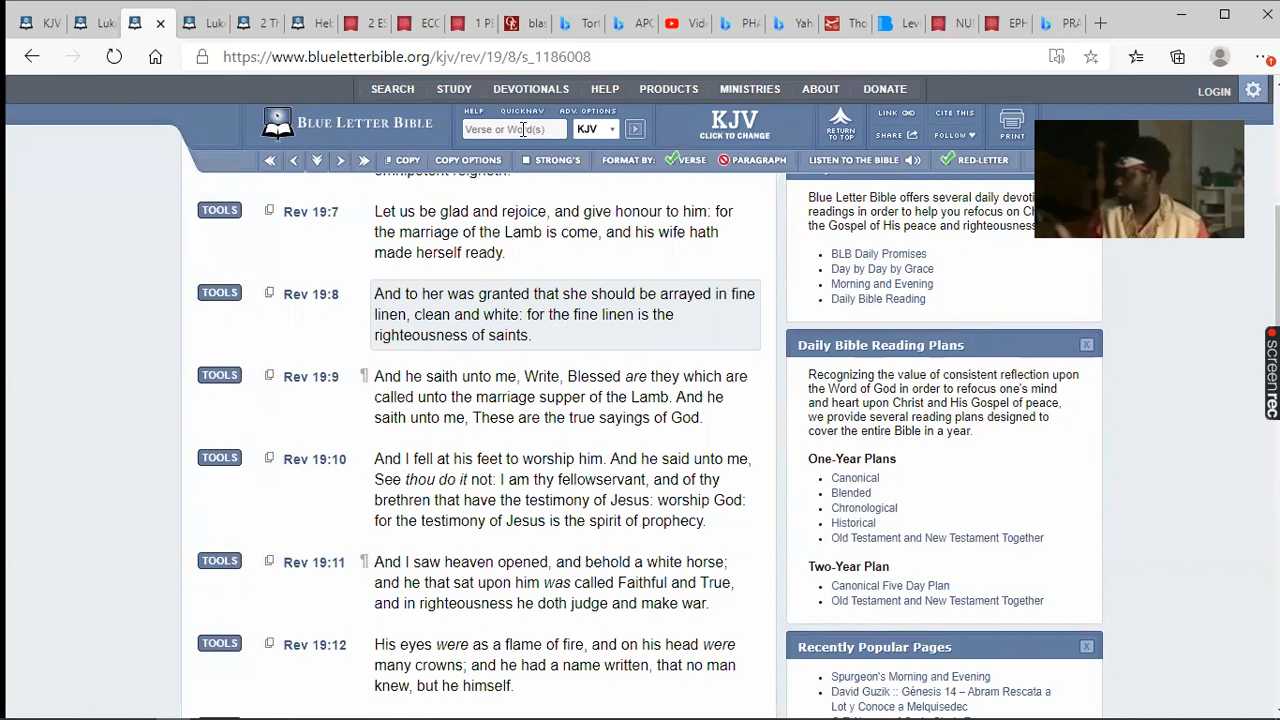 KJV
Luk
Luk
2 Th
Heb
2 ES
ECC
1 PE
blas
Tort
APC
Vid
PHA
Yah
Tho
Lev
NU
EPH
PRA
https://www.blueletterbible.org/kjv/rev/19/8/s_1186008
SEARCH STUDY DEVOTIONALS HELP PRODUCTS MINISTRIES ABOUT DONATE LOGIN
HELP QUICKNAV ADV. OPTIONS
BLUE LETTER BIBLE
Verse or Word(s) KJV
KJV
CLICK TO CHANGE
RETURN
TO TOP
LINK CITE THIS
SHARE FOLLOW
PRINT
COPY COPY OPTIONS STRONG'S FORMAT BY: VERSE PARAGRAPH LISTEN TO THE BIBLE RED-LETTER
omnipotent reigneth.
TOOLS Rev 19:7 Let us be glad and rejoice, and give honour to him: for
the marriage of the Lamb is come, and his wife hath
made herself ready.
TOOLS Rev 19:8 And to her was granted that she should be arrayed in fine
linen, clean and white: for the fine linen is the
righteousness of saints.
TOOLS Rev 19:9 ¶ And he saith unto me, Write, Blessed are they which are
called unto the marriage supper of the Lamb. And he
saith unto me, These are the true sayings of God.
TOOLS Rev 19:10 And I fell at his feet to worship him. And he said unto me,
See thou do it not: I am thy fellowservant, and of thy
brethren that have the testimony of Jesus: worship God:
for the testimony of Jesus is the spirit of prophecy.
TOOLS Rev 19:11 ¶ And I saw heaven opened, and behold a white horse;
and he that sat upon him was called Faithful and True,
and in righteousness he doth judge and make war.
TOOLS Rev 19:12 His eyes were as a flame of fire, and on his head were
many crowns; and he had a name written, that no man
knew, but he himself.
Blue Letter Bible offers several daily devoti
readings in order to help you refocus on Ch
the Gospel of His peace and righteousness
• BLB Daily Promises
• Day by Day by Grace
• Morning and Evening
• Daily Bible Reading
Daily Bible Reading Plans
Recognizing the value of consistent reflection upon
the Word of God in order to refocus one's mind
and heart upon Christ and His Gospel of peace,
we provide several reading plans designed to
cover the entire Bible in a year.
One-Year Plans
• Canonical
• Blended
• Chronological
• Historical
• Old Testament and New Testament Together
Two-Year Plan
• Canonical Five Day Plan
• Old Testament and New Testament Together
Recently Popular Pages
• Spurgeon's Morning and Evening
• David Guzik :: Génesis 14 – Abram Rescata a
Lot y Conoce a Melquisedec
screenrec